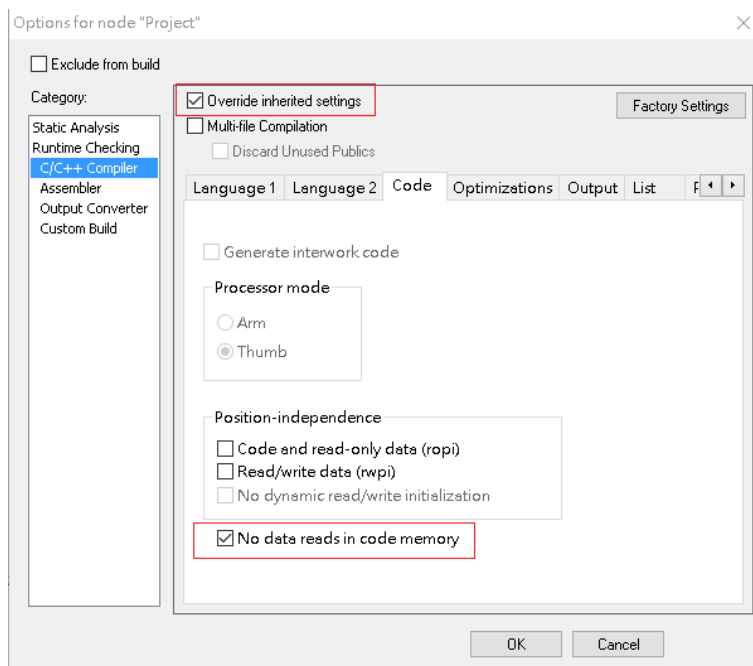 Options for node "Project"
Exclude from build
Category:
Static Analysis
Runtime Checking
C/C++ Compiler
Assembler
Output Converter
Custom Build
Override inherited settings
Factory Settings
Multi-file Compilation
Discard Unused Publics
Language 1 Language 2 Code Optimizations Output List
Generate interwork code
Processor mode
Arm
Thumb
Position-independence
Code and read-only data (ropi)
Read/write data (rwpi)
No dynamic read/write initialization
No data reads in code memory
OK Cancel